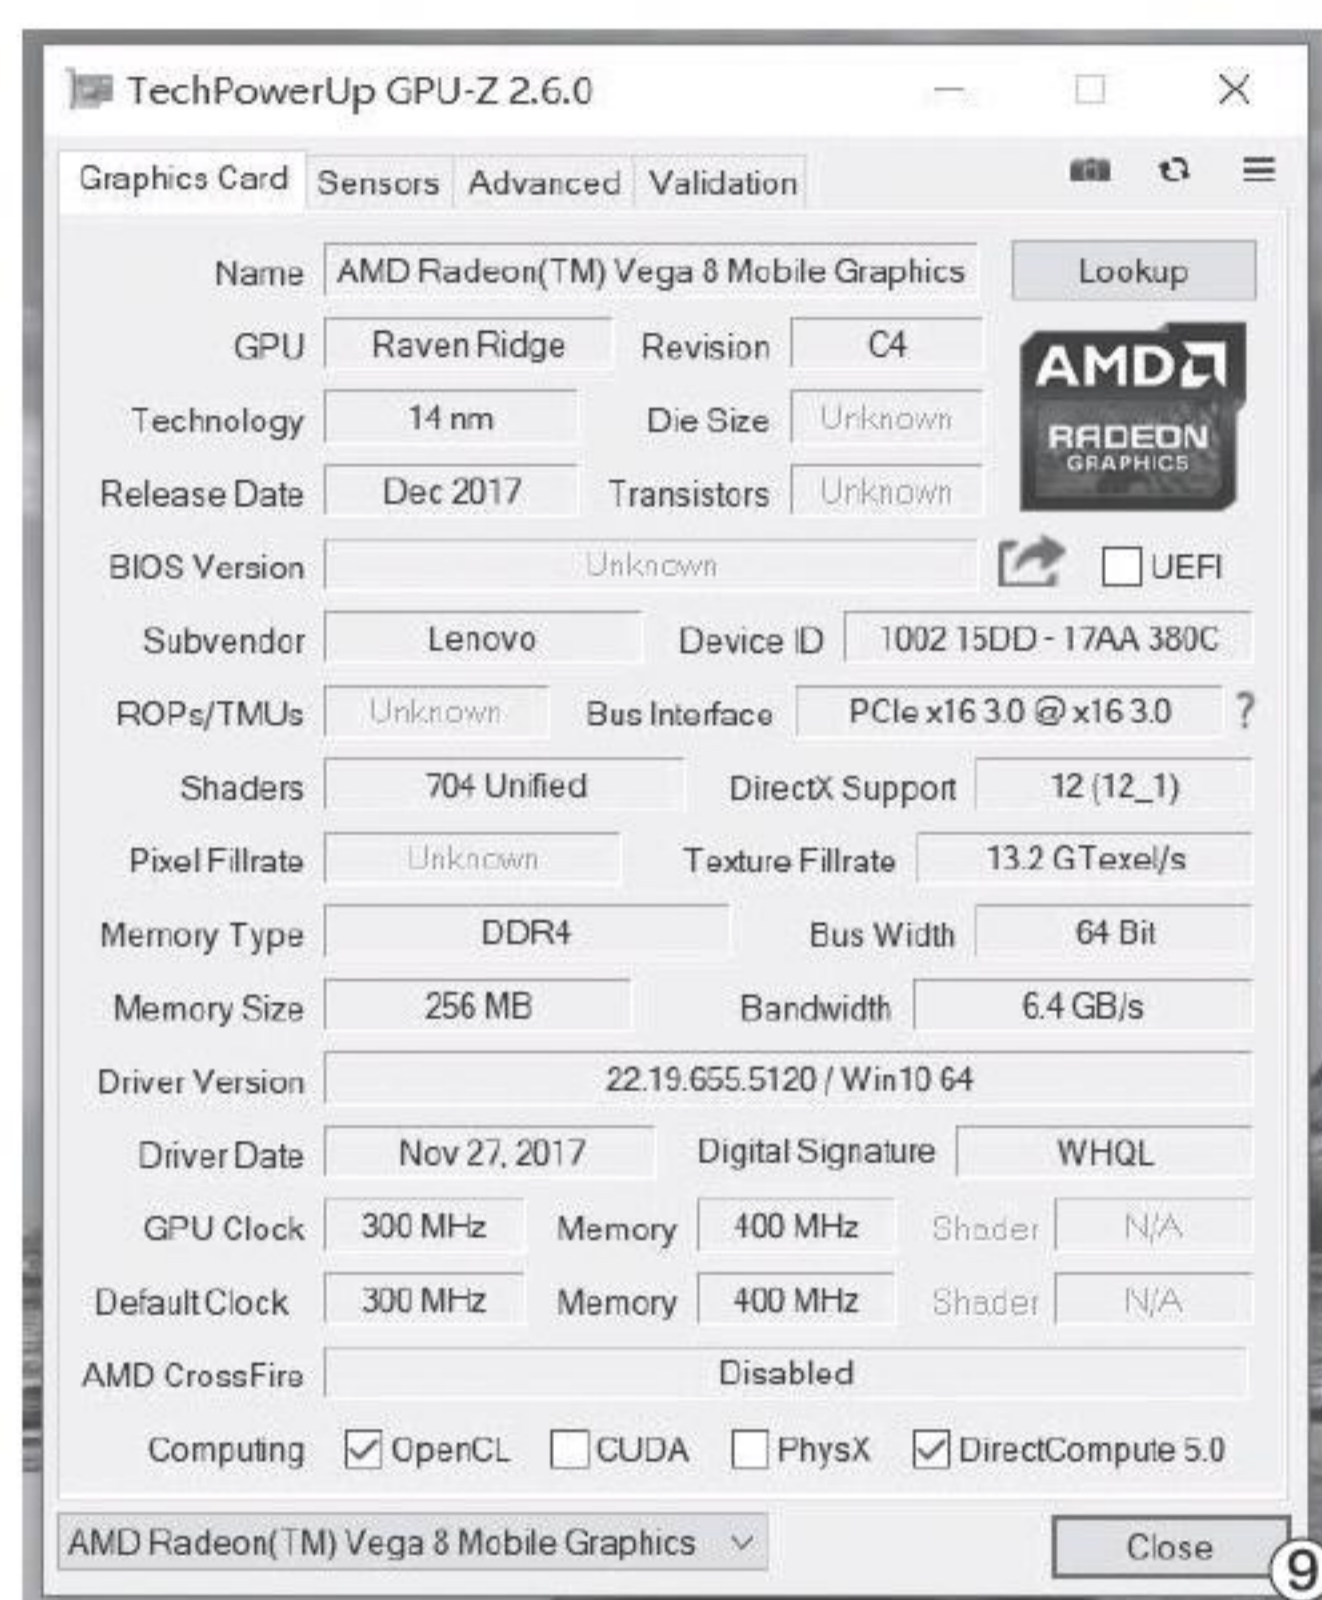 TechPowerUp GPU-Z 2.6.0
Graphics Card Sensors Advanced Validation
Name AMD Radeon(TM) Vega 8 Mobile Graphics Lookup
GPU Raven Ridge Revision C4
AMD
RADEON
GRAPHICS
Technology 14 nm Die Size Unknown
Release Date Dec 2017 Transistors Unknown
BIOS Version Unknown UEFI
Subvendor Lenovo Device ID 1002 15DD - 17AA 380C
ROPs/TMUs Unknown Bus Interface PCIe x16 3.0 @ x16 3.0 ?
Shaders 704 Unified DirectX Support 12 (12_1)
Pixel Fillrate Unknown Texture Fillrate 13.2 GTexel/s
Memory Type DDR4 Bus Width 64 Bit
Memory Size 256 MB Bandwidth 6.4 GB/s
Driver Version 22.19.655.5120 / Win10 64
Driver Date Nov 27, 2017 Digital Signature WHQL
GPU Clock 300 MHz Memory 400 MHz Shader N/A
Default Clock 300 MHz Memory 400 MHz Shader N/A
AMD CrossFire Disabled
Computing OpenCL CUDA PhysX DirectCompute 5.0
AMD Radeon(TM) Vega 8 Mobile Graphics Close
9